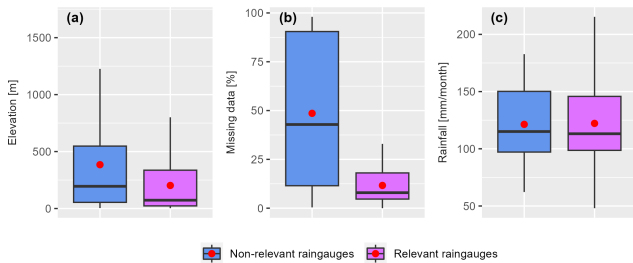 (a)
Elevation [m]
1500
1000
500
0
(b)
Missing data [%]
100
75
50
25
0
(c)
Rainfall [mm/month]
200
150
100
50
Non-relevant raingauges
Relevant raingauges